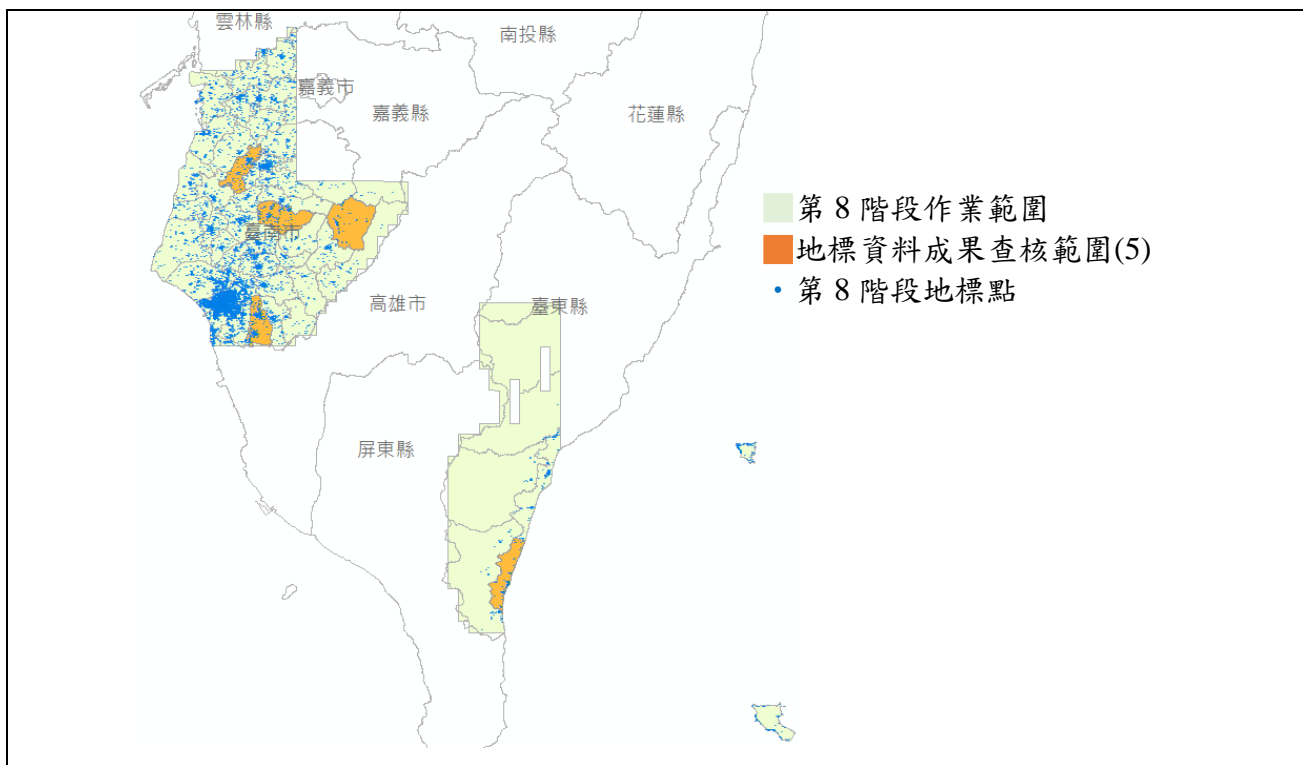 雲林縣
南投縣
嘉義市
嘉義縣
花蓮縣
第 8 階段作業範圍
地標資料成果查核範圍(5)
臺南市
第 8 階段地標點
高雄市
臺東縣
屏東縣